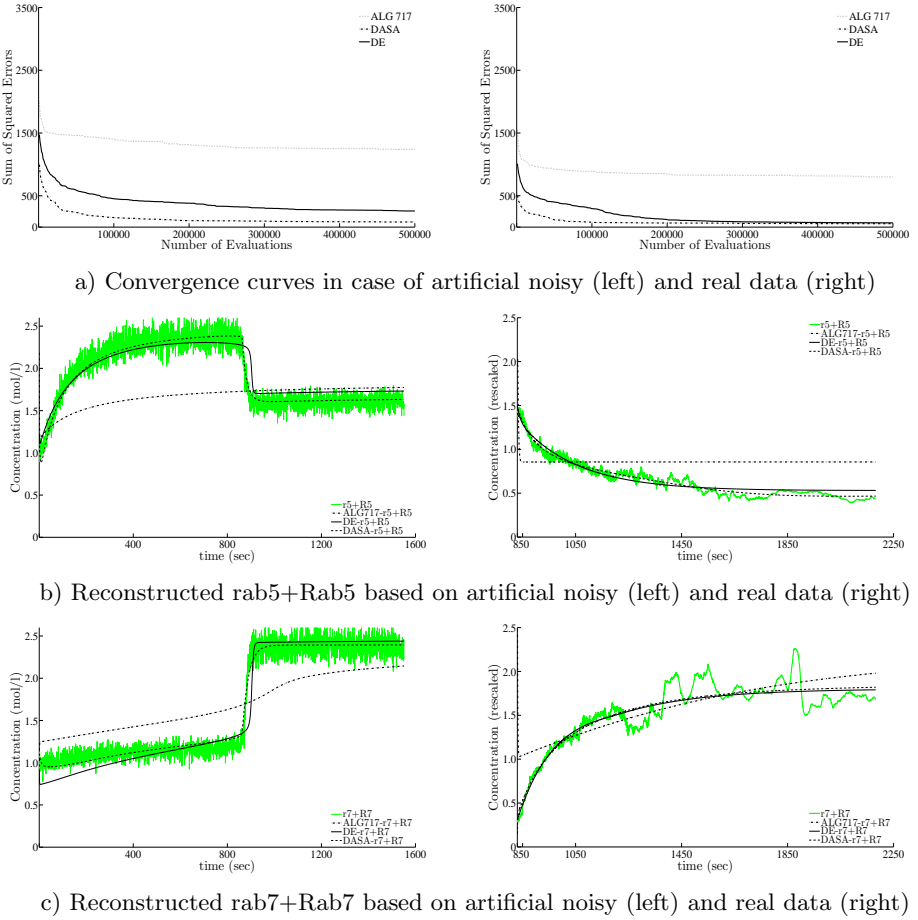 3500
2500
1500
500
0
Sum of Squared Errors
ALG 717
DASA
DE
100000 200000 300000 400000 500000
Number of Evaluations
3500
2500
1500
500
0
Sum of Squared Errors
ALG 717
DASA
DE
100000 200000 300000 400000 500000
Number of Evaluations
a) Convergence curves in case of artificial noisy (left) and real data (right)
2.5
2.0
1.5
1.0
0.5
0
Concentration (mol/l)
r5+R5
ALG717-r5+R5
DE-r5+R5
DASA-r5+R5
400 800 1200 1600
time (sec)
2.5
2.0
1.5
1.0
0.5
0
Concentration (rescaled)
r5+R5
ALG717-r5+R5
DE-r5+R5
DASA-r5+R5
850 1050 1450 1850 2250
time (sec)
b) Reconstructed rab5+Rab5 based on artificial noisy (left) and real data (right)
2.5
2.0
1.5
1.0
0.5
0
Concentration (mol/l)
r7+R7
ALG717-r7+R7
DE-r7+R7
DASA-r7+R7
400 800 1200 1600
time (sec)
2.5
2.0
1.5
1.0
0.5
0
Concentration (rescaled)
r7+R7
ALG717-r7+R7
DE-r7+R7
DASA-r7+R7
850 1050 1450 1850 2250
time (sec)
c) Reconstructed rab7+Rab7 based on artificial noisy (left) and real data (right)